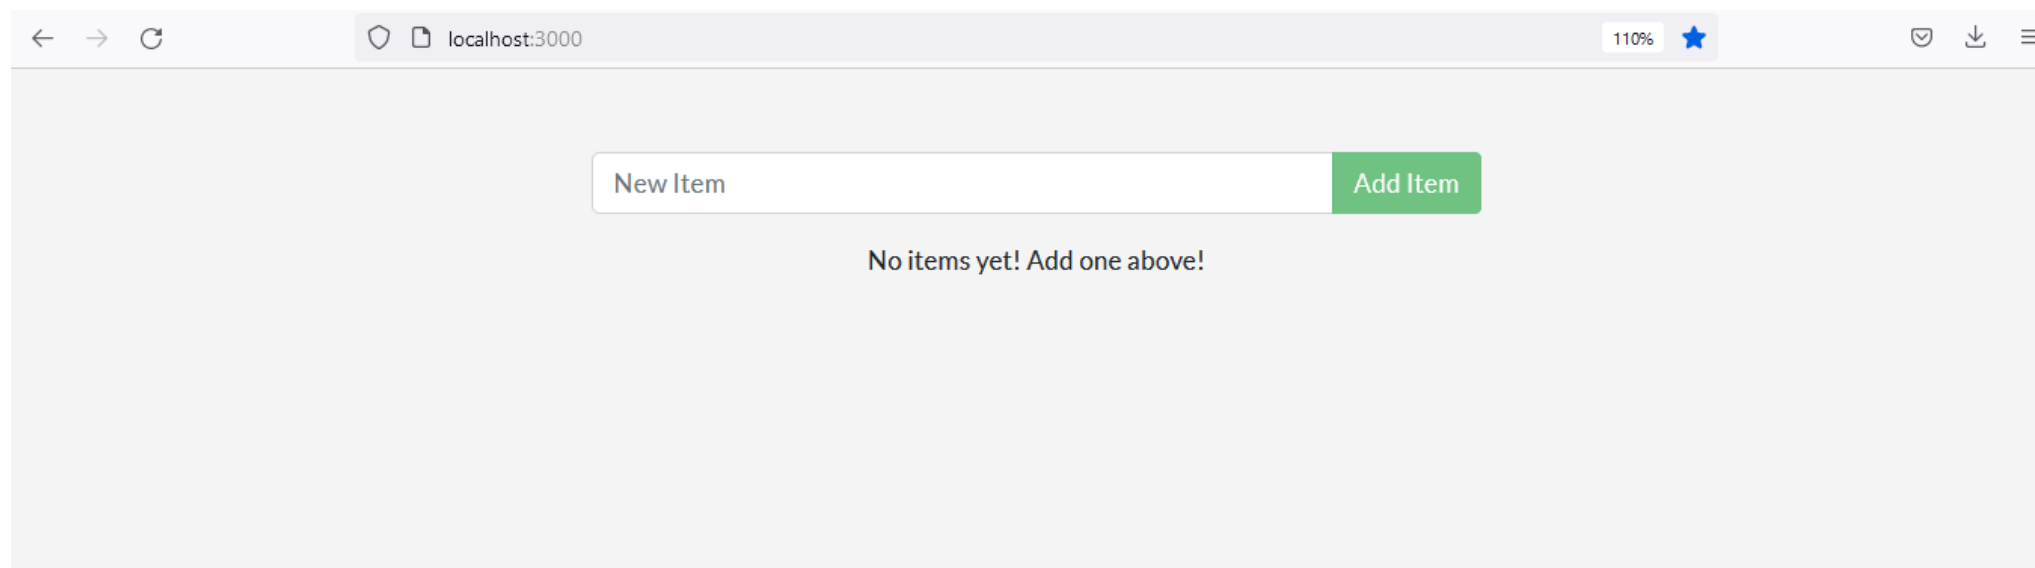 localhost:3000 110%
New Item Add Item
No items yet! Add one above!